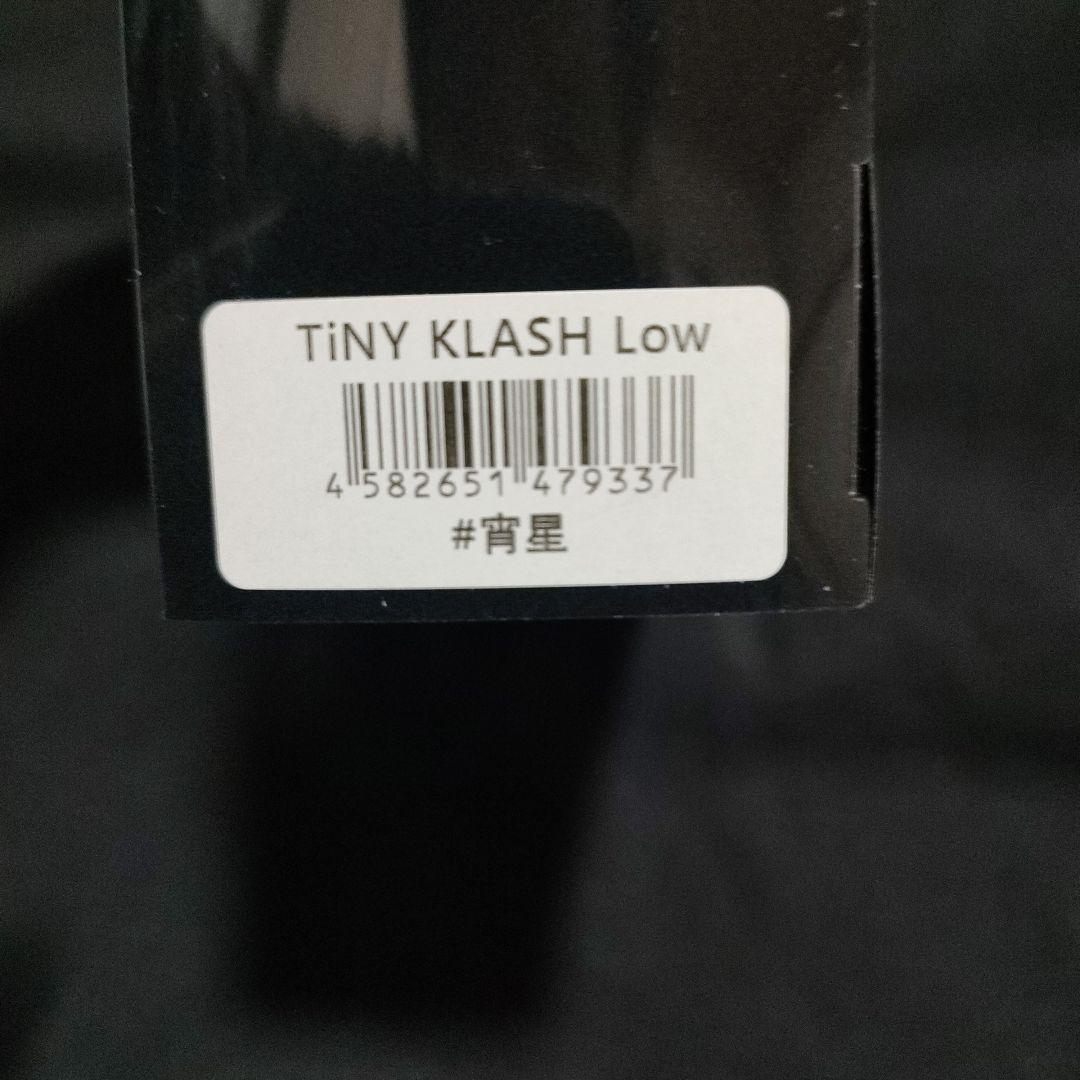 TiNY KLASH Low
4 582651 479337
#宵星